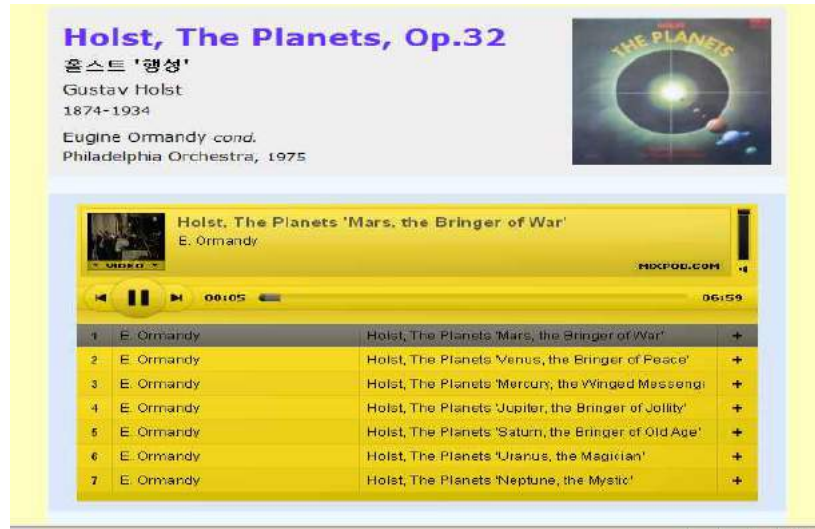 Holst, The Planets, Op.32
홀스트 '행성'
Gustav Holst
1874-1934
Eugine Ormandy cond.
Philadelphia Orchestra, 1975
THE PLANETS
Holst, The Planets 'Mars, the Bringer of War'
E. Ormandy
VIDEO
MIXPOD.COM
00:05 06:59
1 E. Ormandy Holst, The Planets 'Mars, the Bringer of War' +
2 E. Ormandy Holst, The Planets 'Venus, the Bringer of Peace' +
3 E. Ormandy Holst, The Planets 'Mercury, the Winged Messengi +
4 E. Ormandy Holst, The Planets 'Jupiter, the Bringer of Jollity' +
5 E. Ormandy Holst, The Planets 'Saturn, the Bringer of Old Age' +
6 E. Ormandy Holst, The Planets 'Uranus, the Magician' +
7 E. Ormandy Holst, The Planets 'Neptune, the Mystic' +